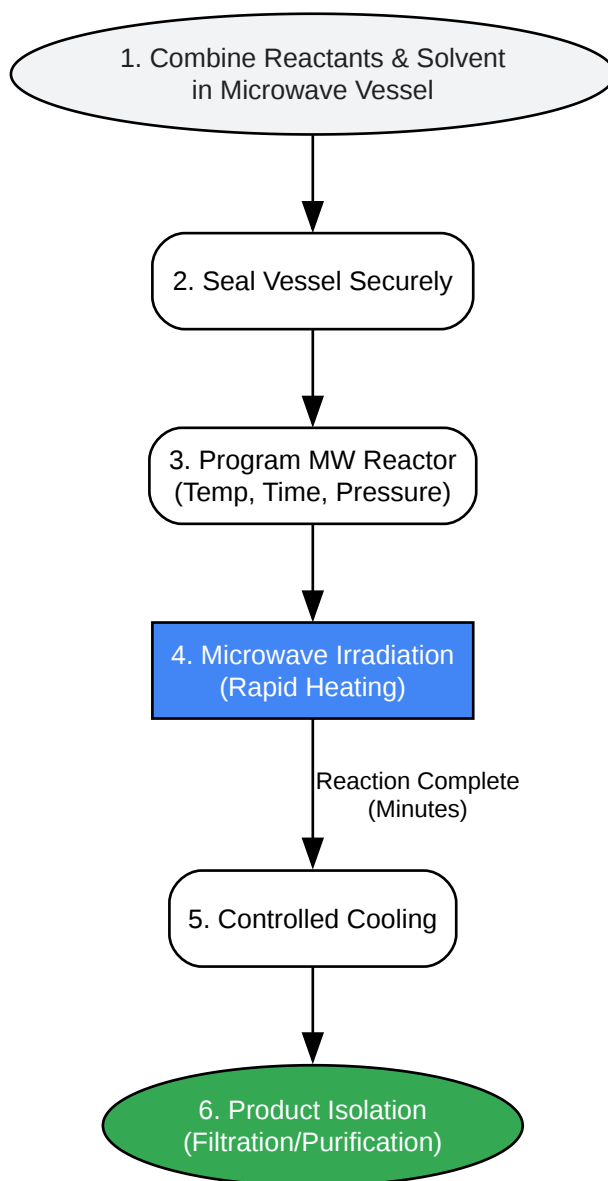 1. Combine Reactants & Solvent
in Microwave Vessel
2. Seal Vessel Securely
3. Program MW Reactor
(Temp, Time, Pressure)
4. Microwave Irradiation
(Rapid Heating)
Reaction Complete
(Minutes)
5. Controlled Cooling
6. Product Isolation
(Filtration/Purification)